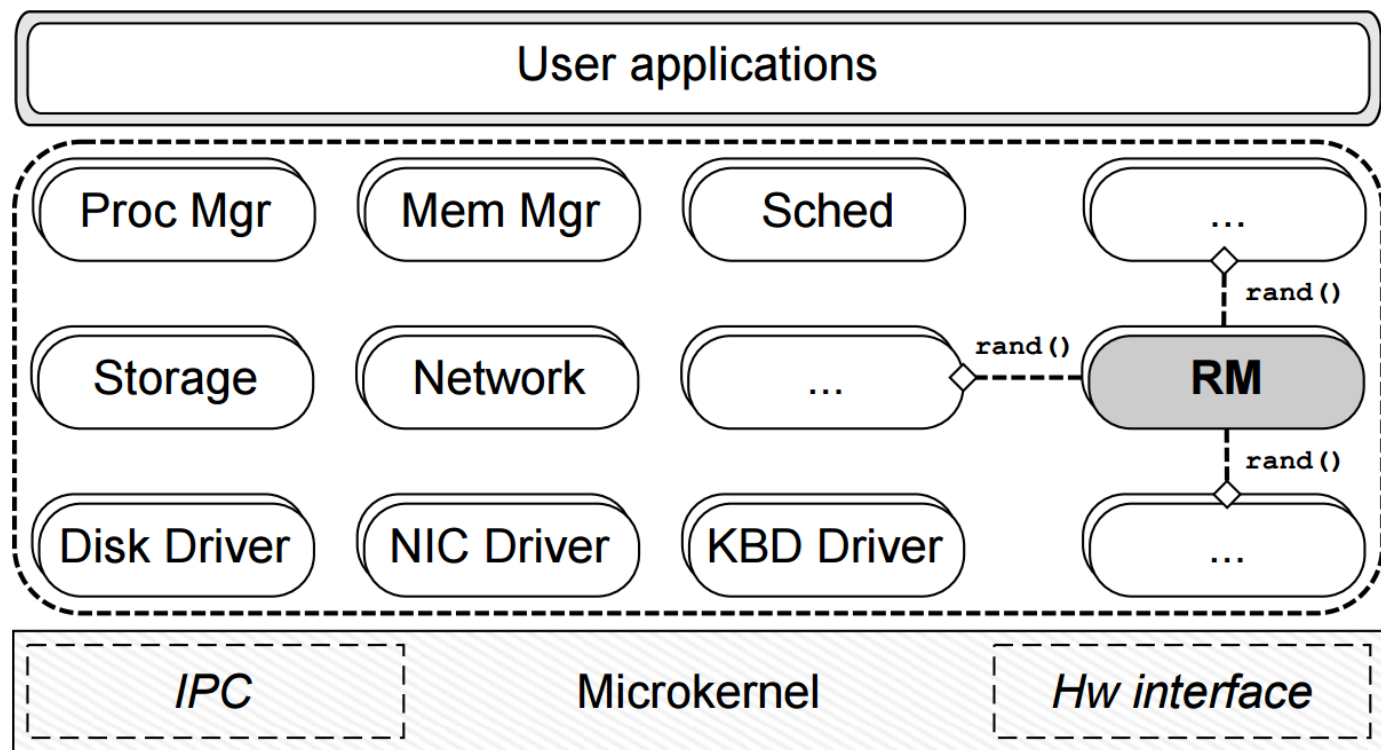 User applications
Proc Mgr
Mem Mgr
Sched
...
rand()
Storage
Network
...
rand()
RM
rand()
Disk Driver
NIC Driver
KBD Driver
...
IPC
Microkernel
Hw interface